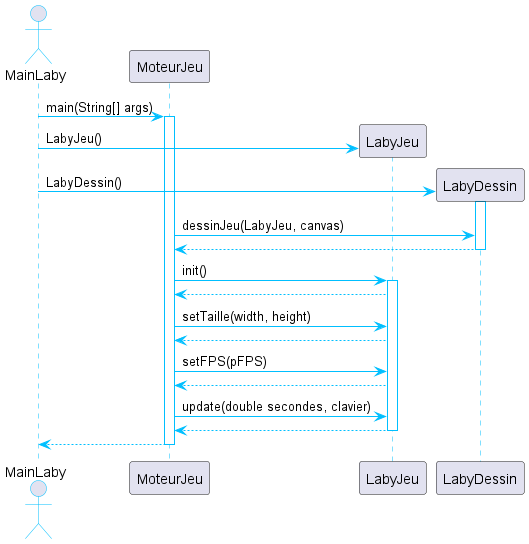 MainLaby
MoteurJeu
main(String[] args)
LabyJeu()
LabyJeu
LabyDessin()
LabyDessin
dessinJeu(LabyJeu, canvas)
init()
setTaille(width, height)
setFPS(pFPS)
update(double secondes, clavier)
MainLaby
MoteurJeu
LabyJeu
LabyDessin